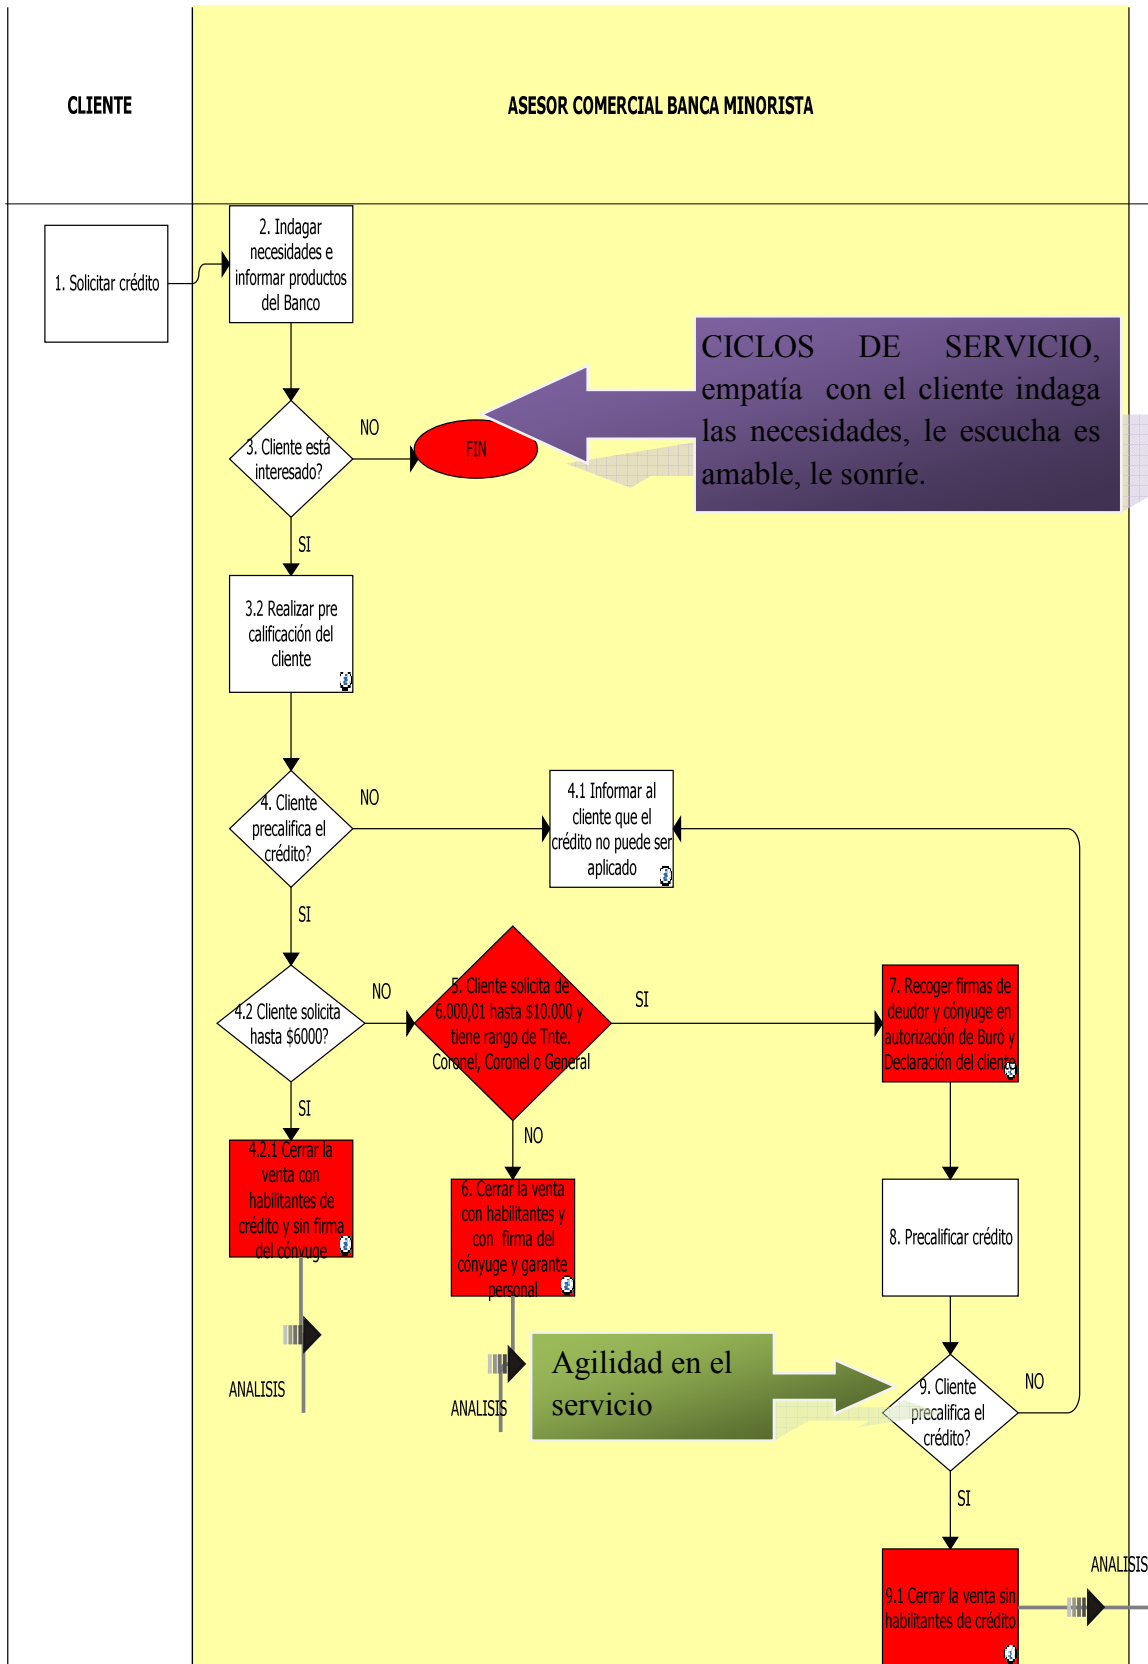 CLIENTE
ASESOR COMERCIAL BANCA MINORISTA
1. Solicitar crédito
2. Indagar
necesidades e
informar productos
del Banco
CICLOS DE SERVICIO,
empatía con el cliente indaga
las necesidades, le escucha es
amable, le sonríe.
3. Cliente está
interesado?
NO
FIN
SI
3.2 Realizar pre
calificación del
cliente
4. Cliente
precalifica el
crédito?
NO
4.1 Informar al
cliente que el
crédito no puede ser
aplicado
SI
4.2 Cliente solicita
hasta $6000?
NO
5. Cliente solicita de
6.000,01 hasta $10.000 y
tiene rango de Tnte.
Coronel, Coronel o General
SI
7. Recoger firmas de
deudor y cónyuge en
autorización de Buró y
Declaración del cliente
SI
NO
4.2.1 Cerrar la
venta con
habilitantes de
crédito y sin firma
del cónyuge
6. Cerrar la venta
con habilitantes y
con firma del
cónyuge y garante
personal
8. Precalificar crédito
ANALISIS
ANALISIS
Agilidad en el
servicio
9. Cliente
precalifica el
crédito?
NO
SI
9.1 Cerrar la venta sin
habilitantes de crédito
ANALISIS